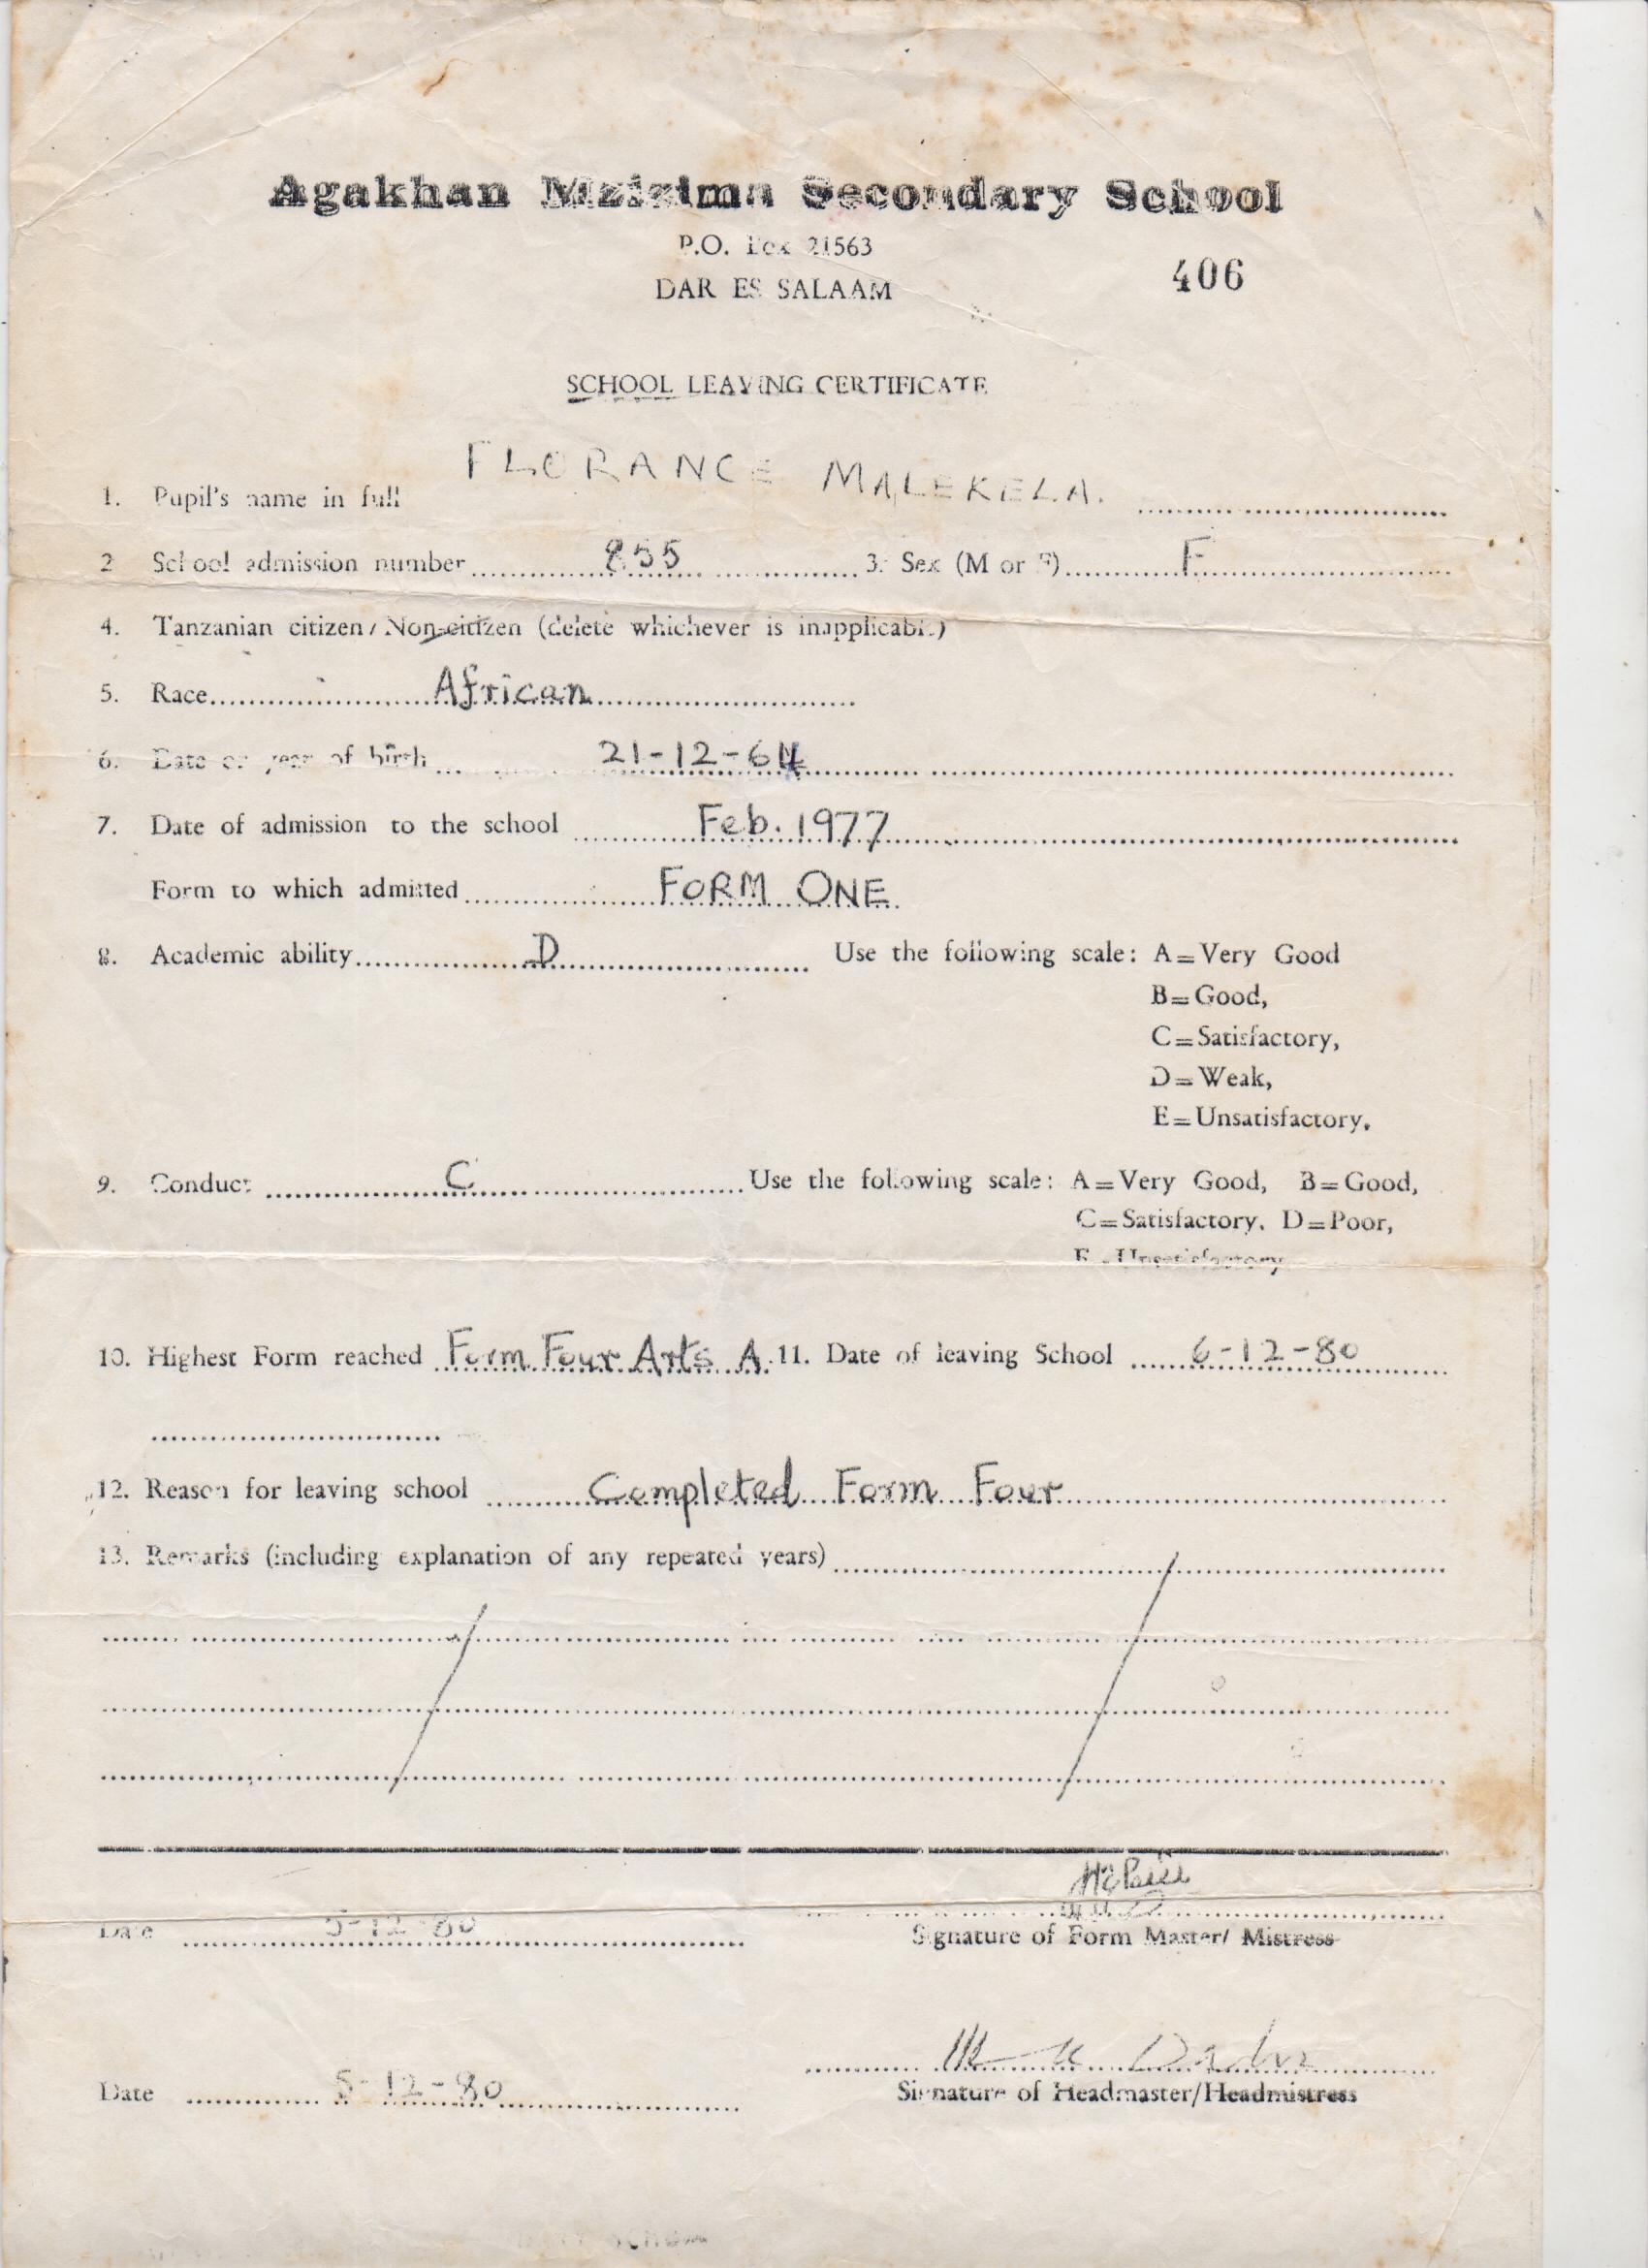 Agakhan Mzizima Secondary School
P.O. Box 21563
DAR ES SALAAM
406
SCHOOL LEAVING CERTIFICATE
1. Pupil's name in full FLORANCE MALEKELA.
2 School admission number 855 3. Sex (M or F) F
4. Tanzanian citizen/Non-citizen (delete whichever is inapplicable)
5. Race African
6. Date or year of birth 21-12-64
7. Date of admission to the school Feb. 1977
Form to which admitted FORM ONE.
8. Academic ability D Use the following scale: A=Very Good
B=Good,
C=Satisfactory,
D=Weak,
E=Unsatisfactory.
9. Conduct C Use the following scale: A=Very Good, B=Good,
C=Satisfactory. D=Poor,
E=Unsatisfactory
10. Highest Form reached Form Four Arts A. 11. Date of leaving School 6-12-80
12. Reason for leaving school Completed Form Four
13. Remarks (including explanation of any repeated years)
Date 5-12-80
Signature of Form Master/ Mistress
Date 5-12-80
Signature of Headmaster/Headmistress